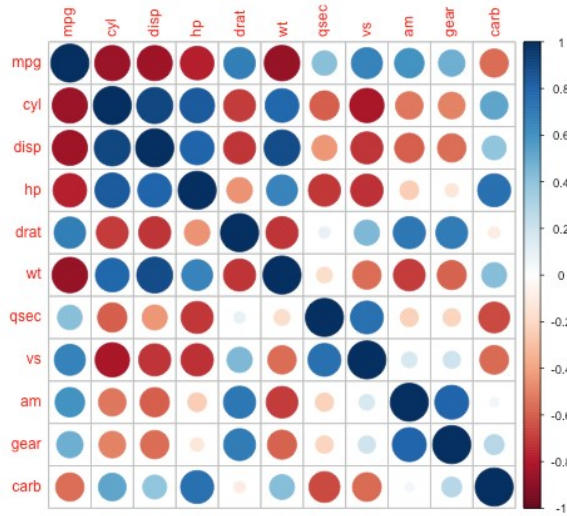 mpg cyl disp hp drat wt qsec vs am gear carb
mpg
cyl
disp
hp
drat
wt
qsec
vs
am
gear
carb
1
0.8
0.6
0.4
0.2
0
-0.2
-0.4
-0.6
-0.8
-1